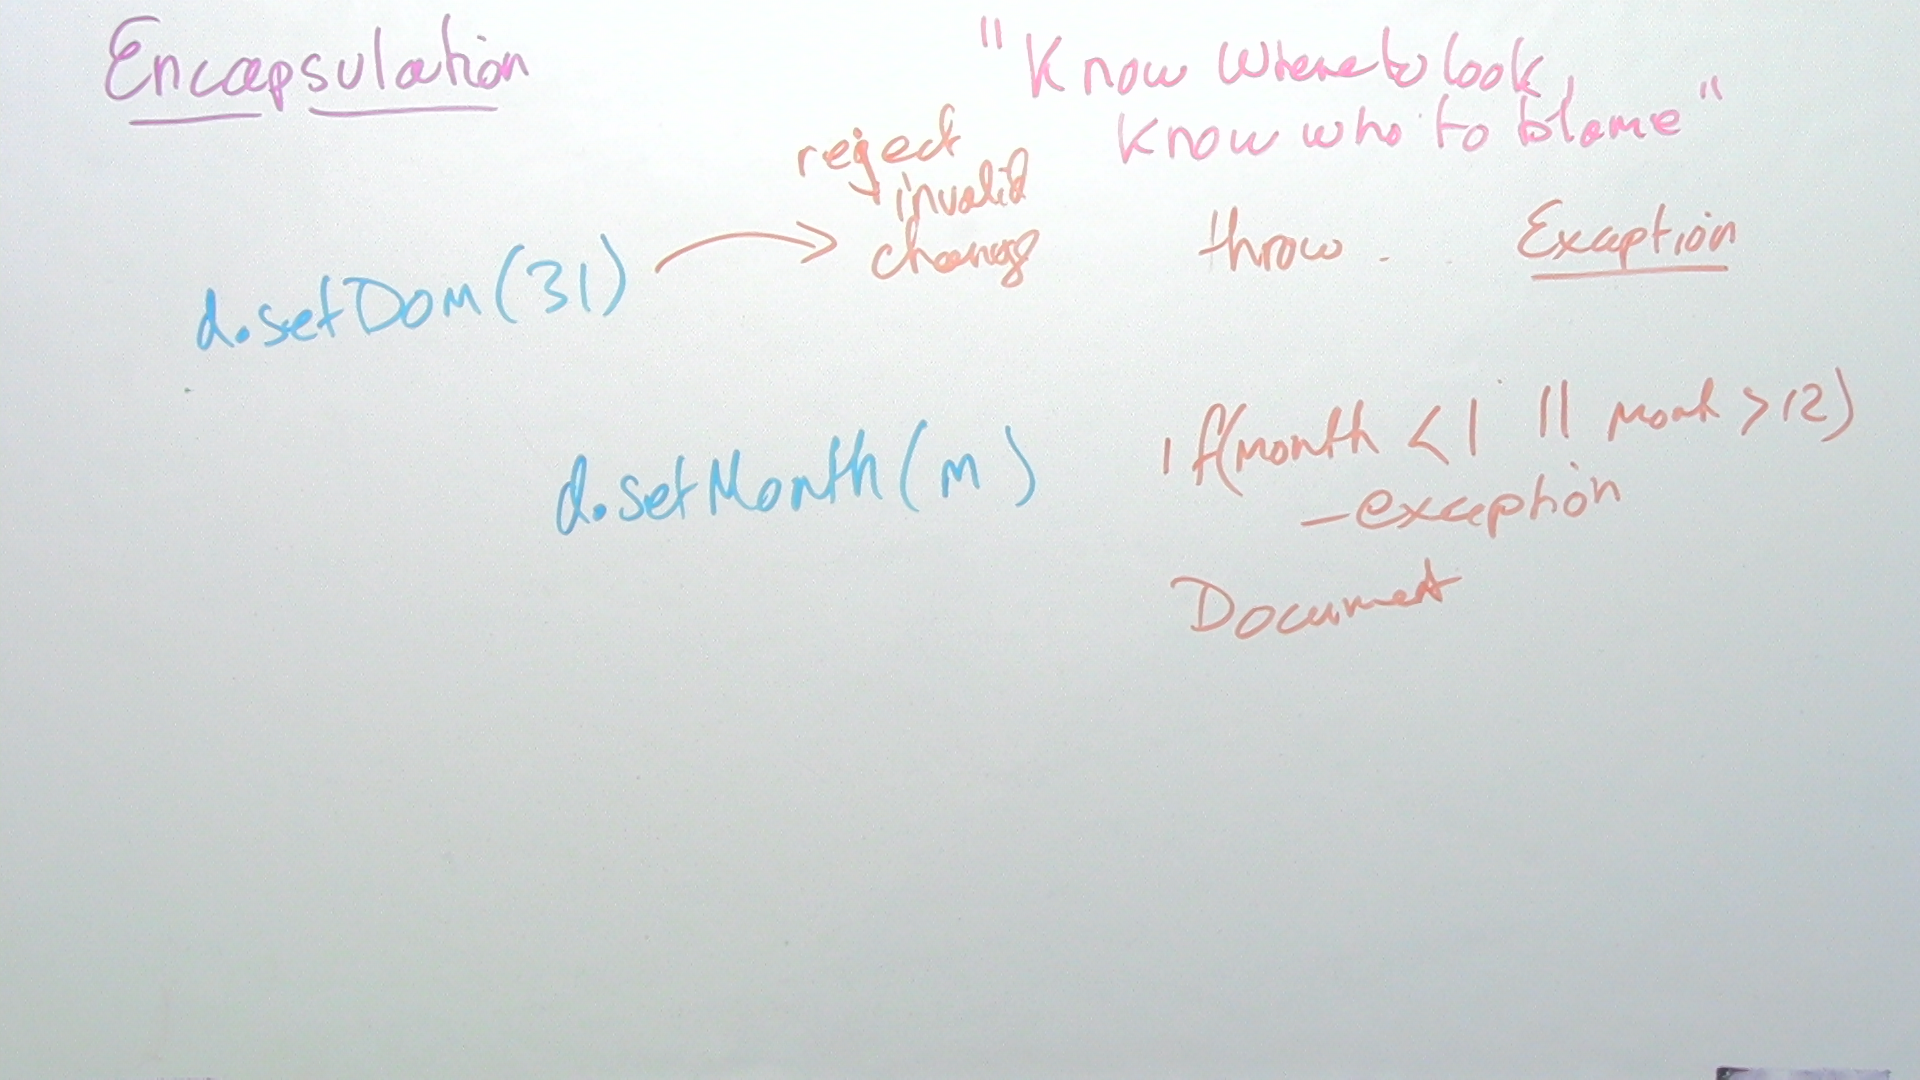 Encapsulation
"Know where to look,
know who to blame"
reject
invalid
change
throw Exception
d.setDom(31)
if(month < 1 || month > 12)
- exception
d.setMonth(m)
Document